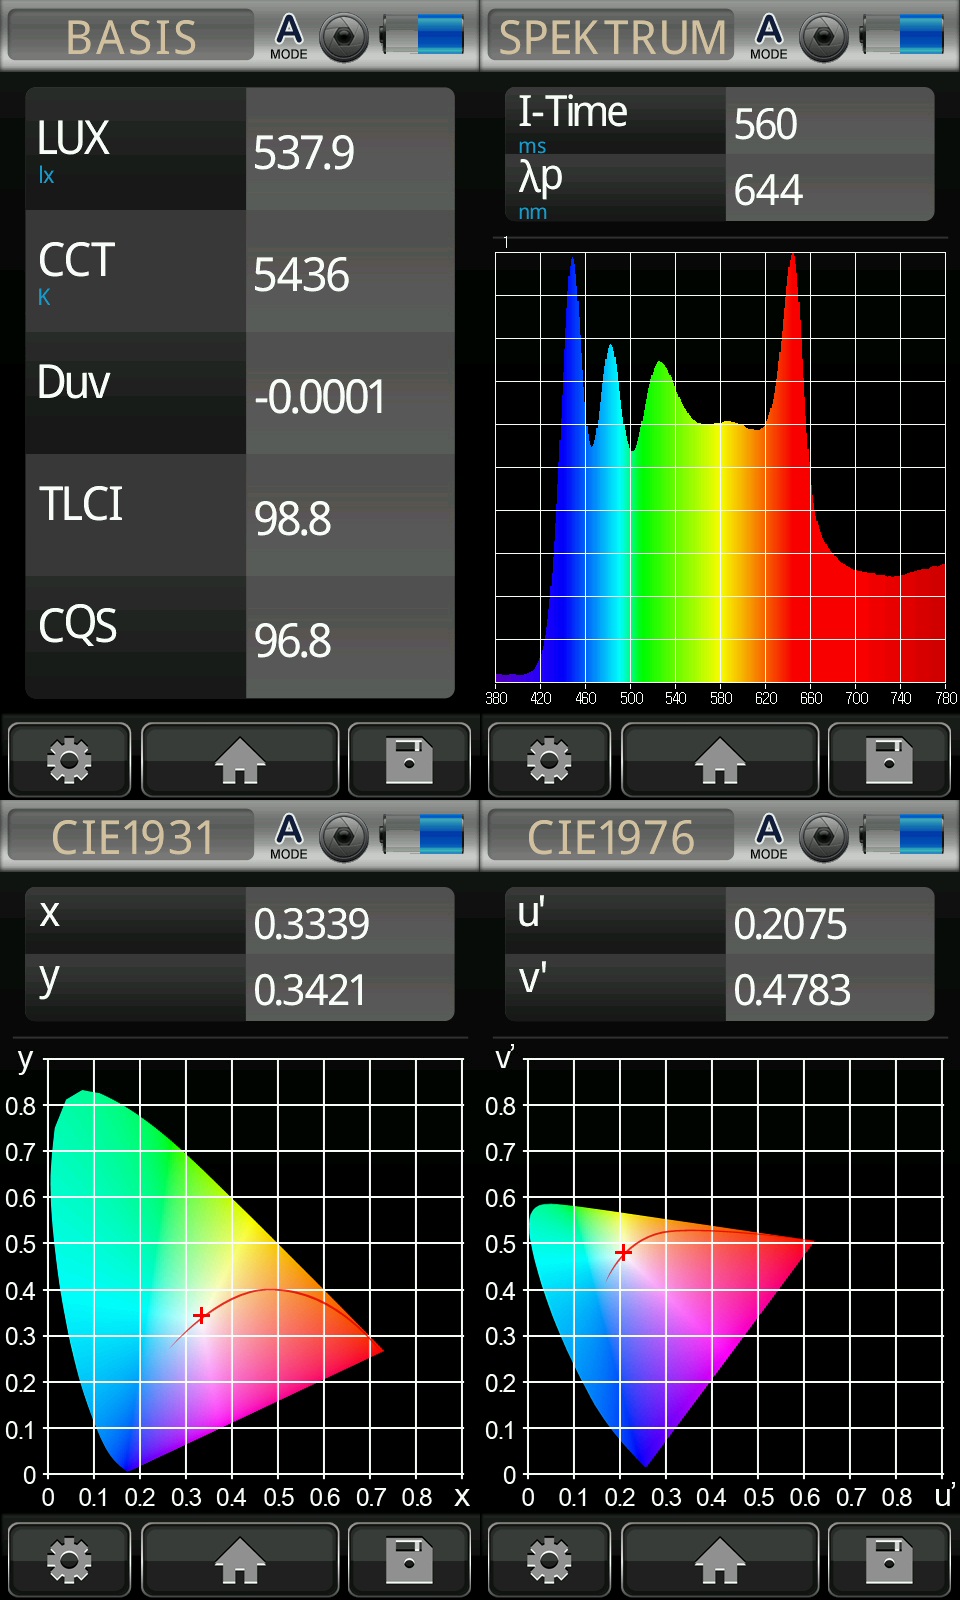 BASIS
A
MODE
LUX
lx
537.9
CCT
K
5436
Duv
-0.0001
TLCI
98.8
CQS
96.8
SPEKTRUM
A
MODE
I-Time
ms
560
λp
nm
644
1
380 420 460 500 540 580 620 660 700 740 780
CIE1931
A
MODE
x
0.3339
y
0.3421
y
0.8
0.7
0.6
0.5
0.4
0.3
0.2
0.1
0
0 0.1 0.2 0.3 0.4 0.5 0.6 0.7 0.8 x
CIE1976
A
MODE
u'
0.2075
v'
0.4783
v'
0.8
0.7
0.6
0.5
0.4
0.3
0.2
0.1
0
0 0.1 0.2 0.3 0.4 0.5 0.6 0.7 0.8 u'